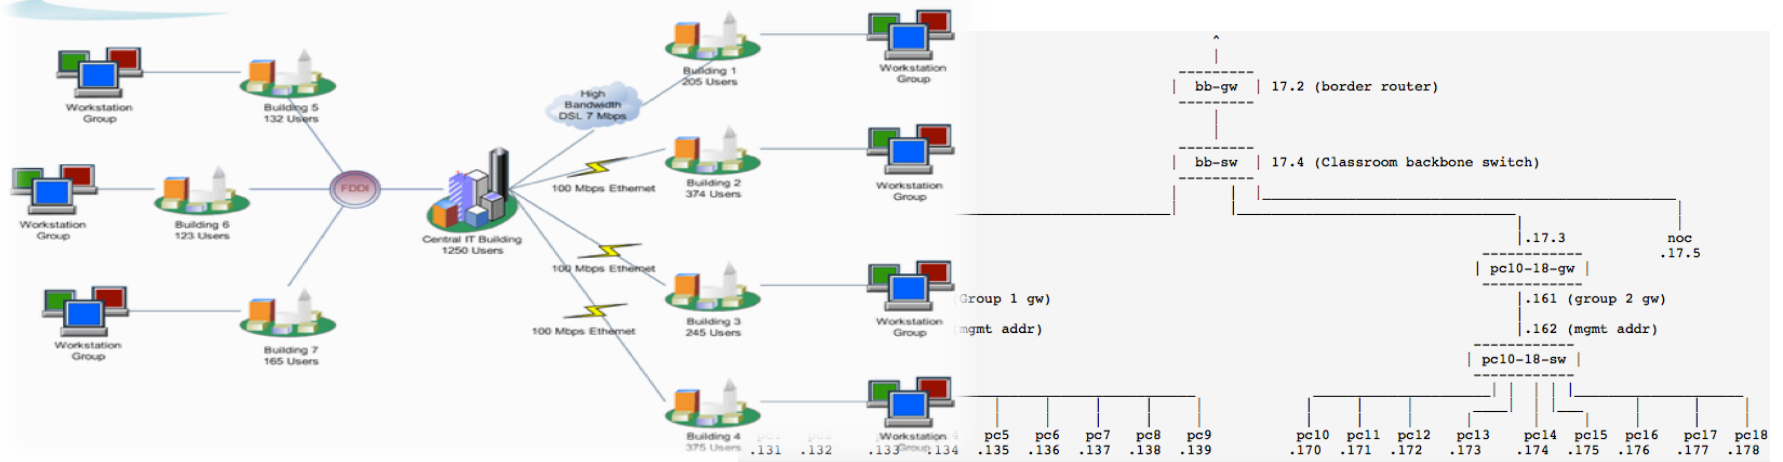 Workstation
Group
Building 5
132 Users
Workstation
Group
Building 6
123 Users
Workstation
Group
Building 7
165 Users
FDDI
Central IT Building
1250 Users
High
Bandwidth
DSL 7 Mbps
100 Mbps Ethernet
100 Mbps Ethernet
100 Mbps Ethernet
Building 1
205 Users
Workstation
Group
Building 2
374 Users
Workstation
Group
Building 3
245 Users
Workstation
Group
Building 4
375 Users
Workstation
Group
bb-gw 17.2 (border router)
bb-sw 17.4 (Classroom backbone switch)
.17.3
noc
.17.5
pc10-18-gw
(Group 1 gw)
.161 (group 2 gw)
mgmt addr)
.162 (mgmt addr)
pc10-18-sw
pc5 pc6 pc7 pc8 pc9 pc10 pc11 pc12 pc13 pc14 pc15 pc16 pc17 pc18
.131 .132 .133 .134 .135 .136 .137 .138 .139 .170 .171 .172 .173 .174 .175 .176 .177 .178